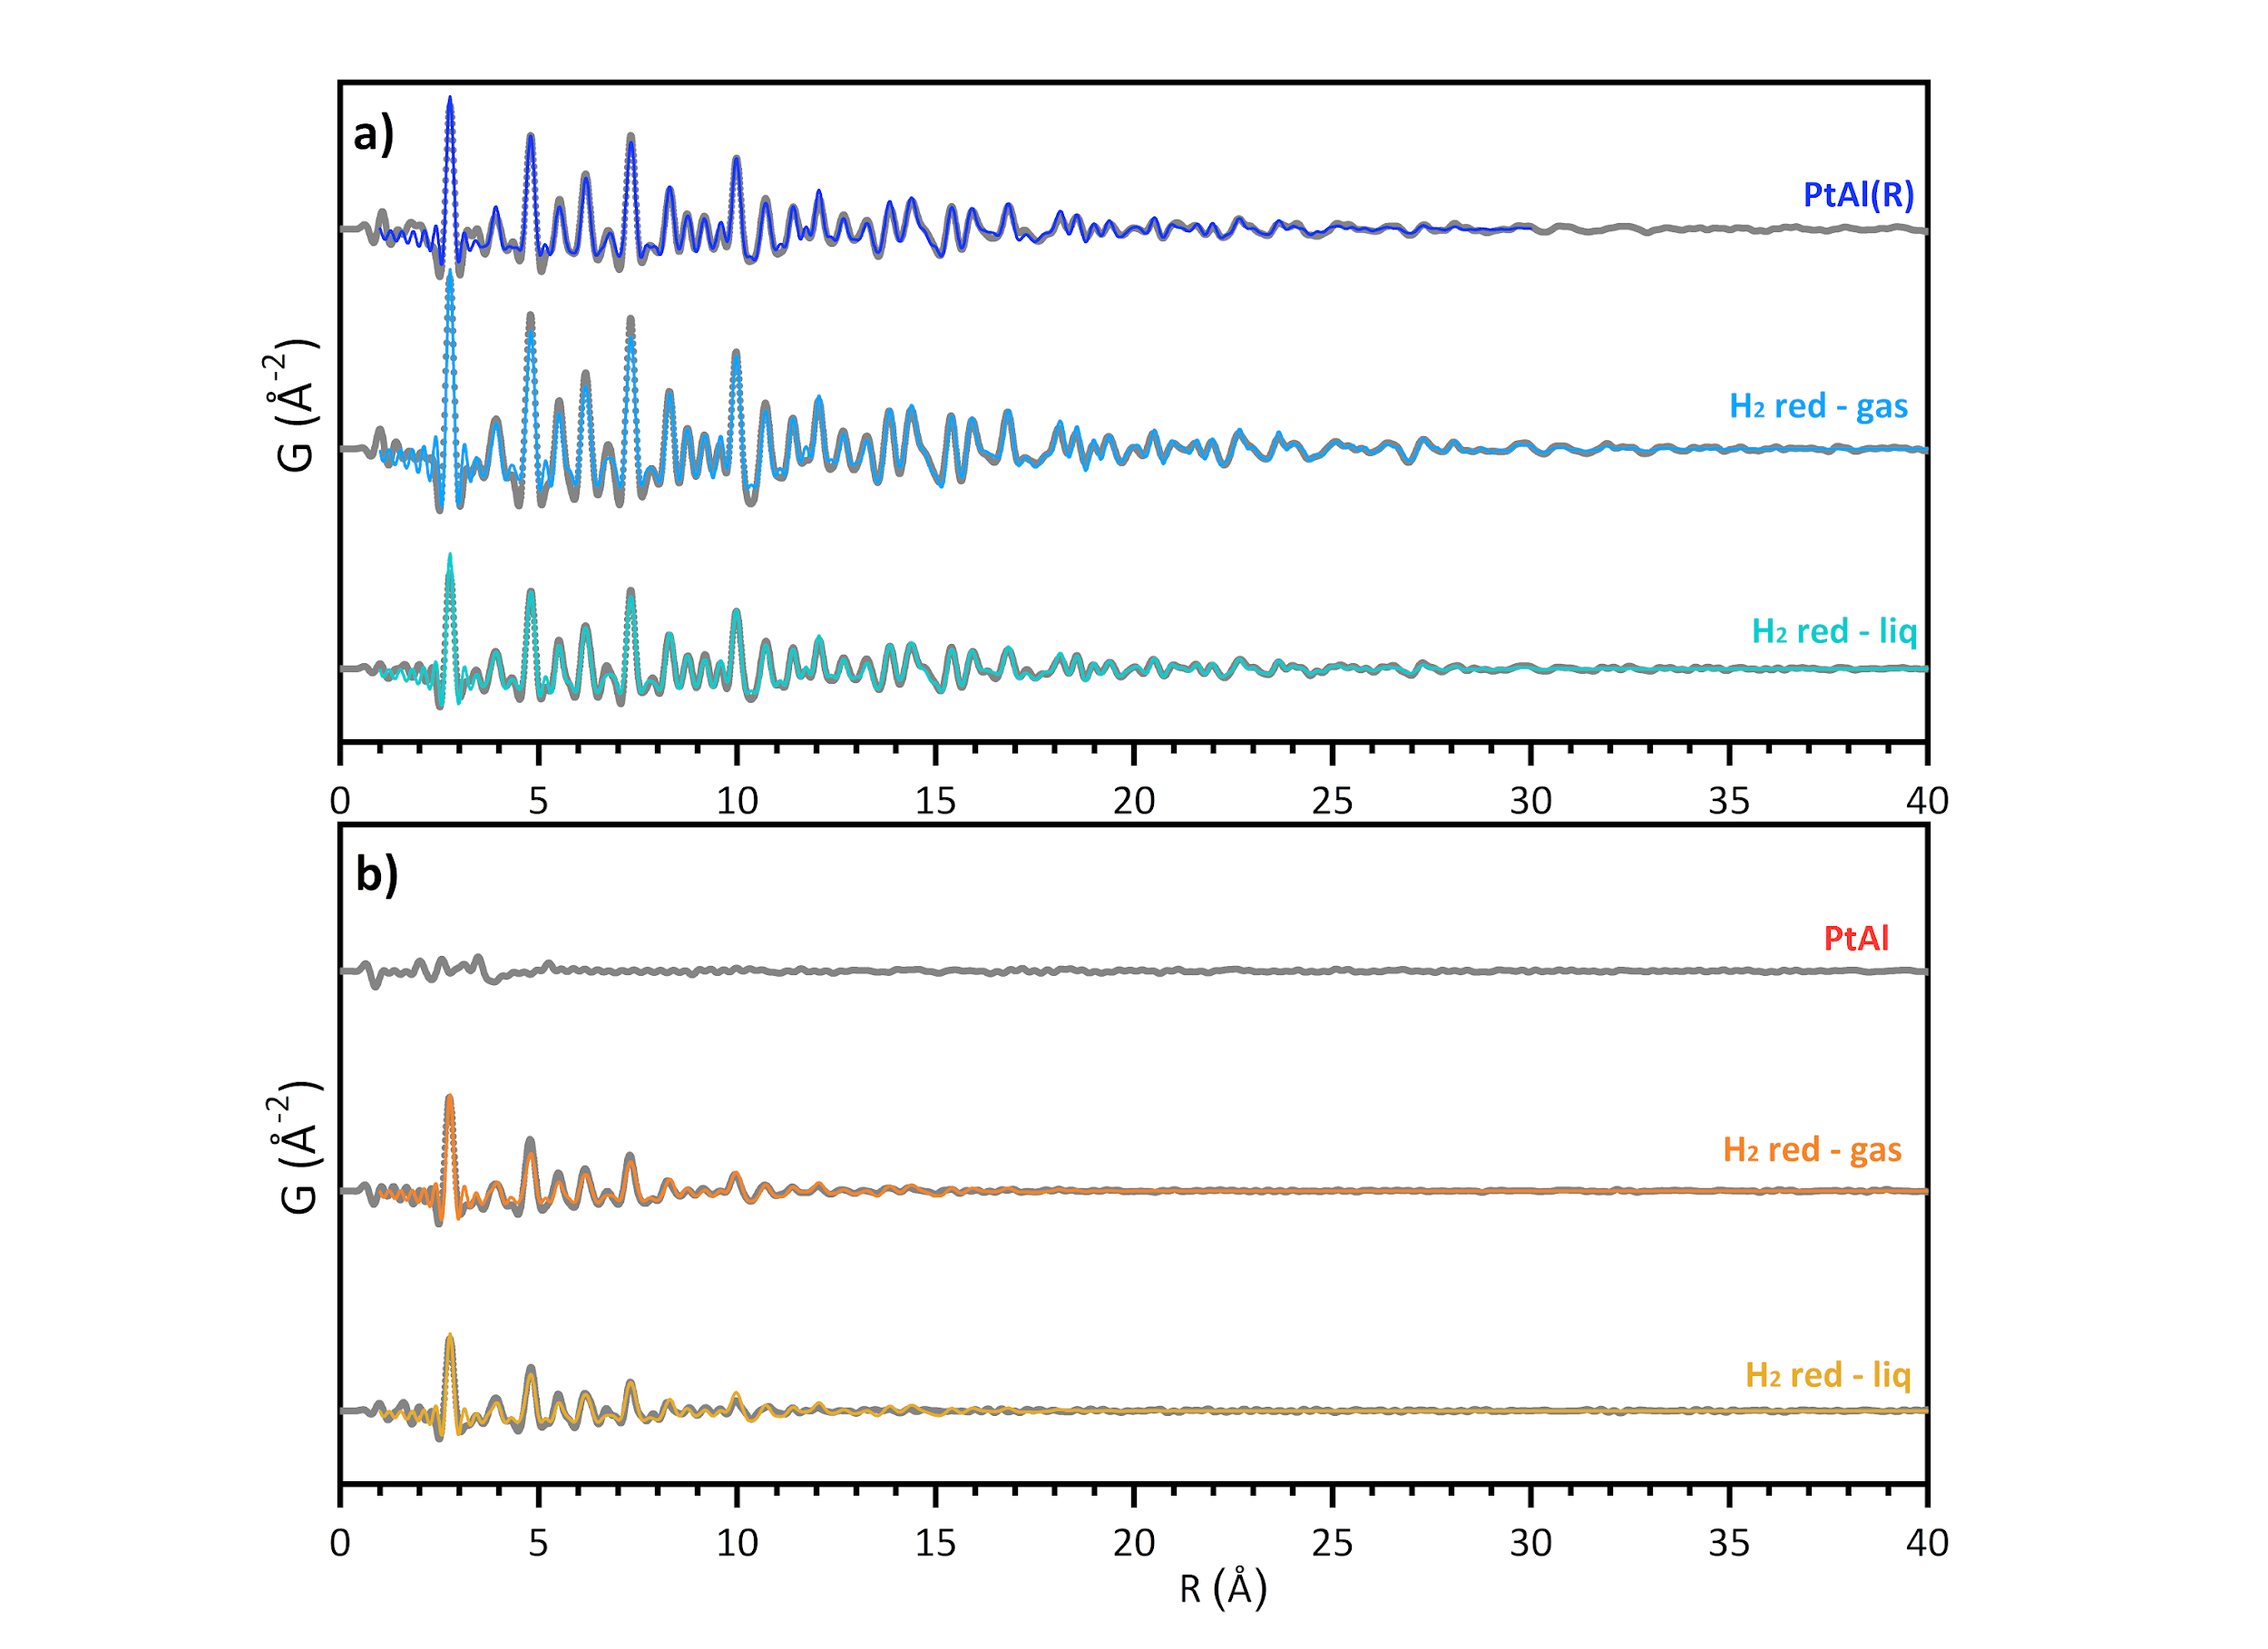 a)
PtAl(R)
H₂ red - gas
H₂ red - liq
G (Å⁻²)
0 5 10 15 20 25 30 35 40
b)
PtAl
H₂ red - gas
H₂ red - liq
G (Å⁻²)
0 5 10 15 20 25 30 35 40
R (Å)